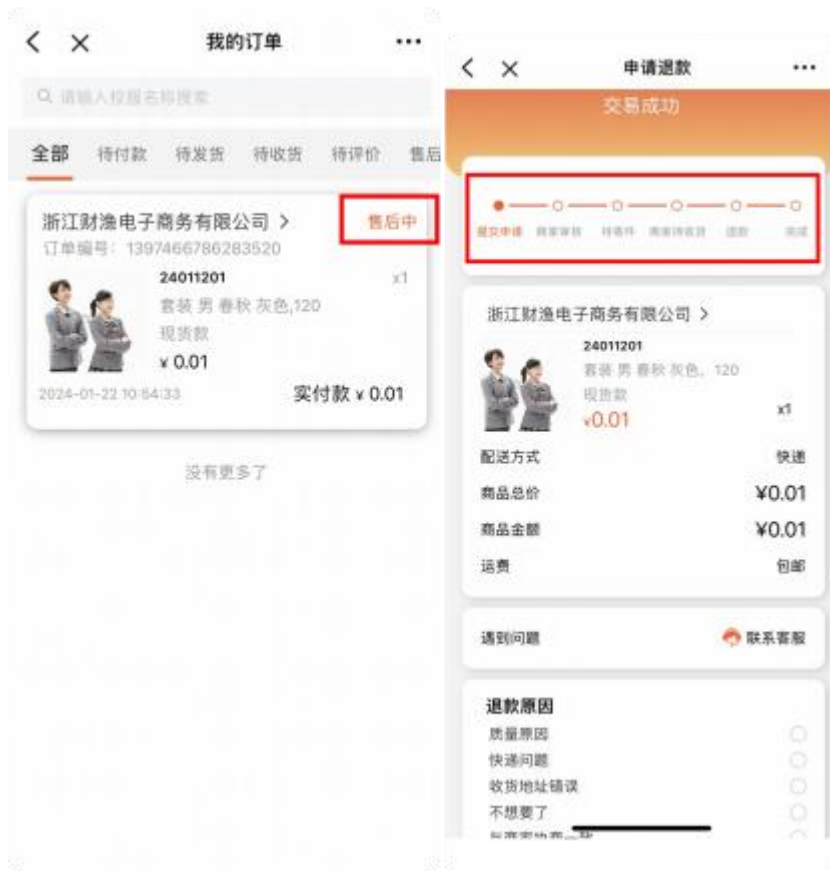 我的订单
请输入校服名称搜索
全部 待付款 待发货 待收货 待评价 售后
浙江财渔电子商务有限公司 >
售后中
订单编号: 1397466786283520
24011201 x1
套装 男 春秋 灰色,120
现货款
¥ 0.01
2024-01-22 10:54:33 实付款 ¥ 0.01
没有更多了
申请退款
交易成功
提交申请 商家审核 待寄件 商家待收货 退款 完成
浙江财渔电子商务有限公司 >
24011201
套装 男 春秋 灰色, 120
现货款
¥0.01 x1
配送方式 快递
商品总价 ¥0.01
商品金额 ¥0.01
运费 包邮
遇到问题 联系客服
退款原因
质量原因
快递问题
收货地址错误
不想要了
与商家协商一致